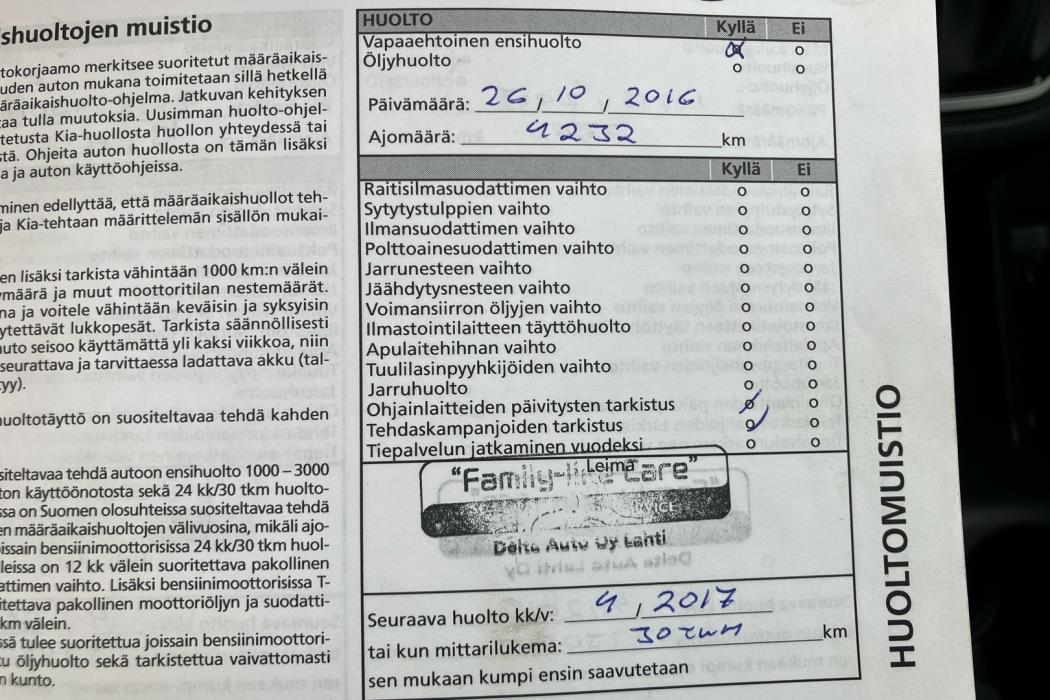 shuoltojen muistio
tokorjaamo merkitsee suoritetut määräaikais-
uden auton mukana toimitetaan sillä hetkellä
äräaikaishuolto-ohjelma. Jatkuvan kehityksen
taa tulla muutoksia. Uusimman huolto-ohjel-
tetusta Kia-huollosta huollon yhteydessä tai
stä. Ohjeita auton huollosta on tämän lisäksi
a ja auton käyttöohjeissa.
minen edellyttää, että määräaikaishuollot teh-
ja Kia-tehtaan määrittelemän sisällön mukai-
en lisäksi tarkista vähintään 1000 km:n välein
ymäärä ja muut moottoritilan nestemäärät.
na ja voitele vähintään keväisin ja syksyisin
ytettävät lukkopesät. Tarkista säännöllisesti
auto seisoo käyttämättä yli kaksi viikkoa, niin
seurattava ja tarvittaessa ladattava akku (tal-
tyy).
huoltotäyttö on suositeltavaa tehdä kahden
ositeltavaa tehdä autoon ensihuolto 1000 – 3000
ton käyttöönotosta sekä 24 kk/30 tkm huolto-
ssa on Suomen olosuhteissa suositeltavaa tehdä
en määräaikaishuoltojen välivuosina, mikäli ajo-
oissain bensiinimoottorisissa 24 kk/30 tkm huol-
lleissa on 12 kk välein suoritettava pakollinen
attimen vaihto. Lisäksi bensiinimoottorisissa T-
itettava pakollinen moottoriöljyn ja suodatti-
km välein.
ssä tulee suoritettua joissain bensiinimoottori-
u öljyhuolto sekä tarkistettua vaivattomasti
n kunto.
HUOLTO Kyllä Ei
Vapaaehtoinen ensihuolto
Öljyhuolto
Päivämäärä: 26 / 10 / 2016
Ajomäärä: 4232 km
Kyllä Ei
Raitisilmasuodattimen vaihto
Sytytystulppien vaihto
Ilmansuodattimen vaihto
Polttoainesuodattimen vaihto
Jarrunesteen vaihto
Jäähdytysnesteen vaihto
Voimansiirron öljyjen vaihto
Ilmastointilaitteen täyttöhuolto
Apulaitehihnan vaihto
Tuulilasinpyyhkijöiden vaihto
Jarruhuolto
Ohjainlaitteiden päivitysten tarkistus
Tehdaskampanjoiden tarkistus
Tiepalvelun jatkaminen vuodeksi
Leima
"Family-like Care"
Delta Auto Oy Lahti
Seuraava huolto kk/v: 4 / 2017
tai kun mittarilukema: 30 km
sen mukaan kumpi ensin saavutetaan
HUOLTOMUISTIO